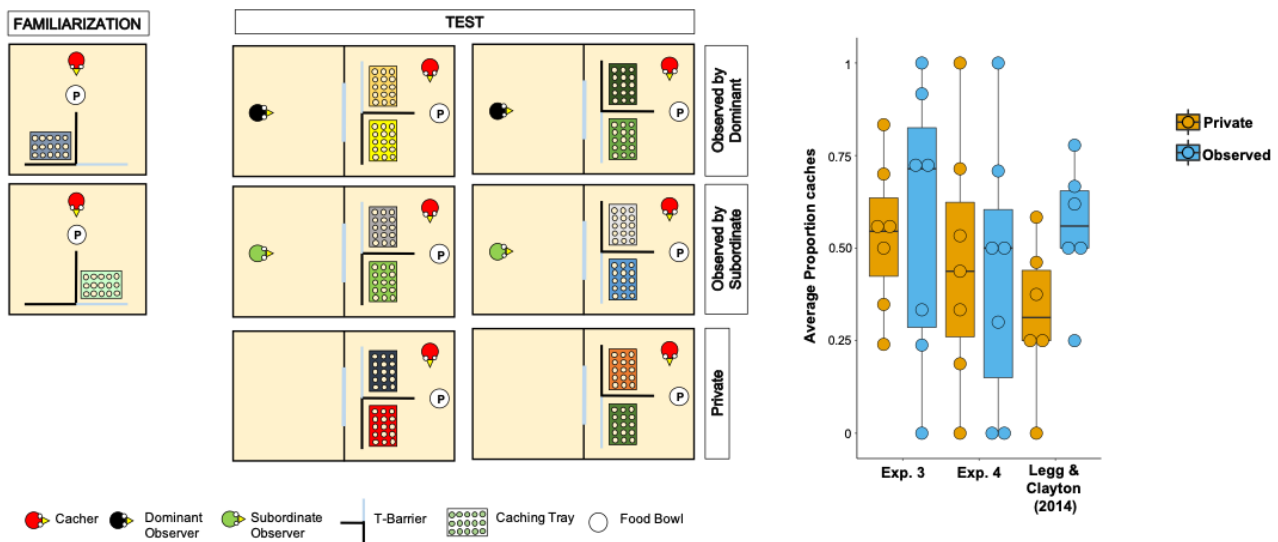 FAMILIARIZATION
TEST
P
P
P
P
P
P
P
P
Observed by
Dominant
Observed by
Subordinate
Private
Cacher
Dominant
Observer
Subordinate
Observer
T-Barrier
Caching Tray
Food Bowl
Average Proportion caches
1
0.75
0.50
0.25
0
Exp. 3
Exp. 4
Legg &
Clayton
(2014)
Private
Observed